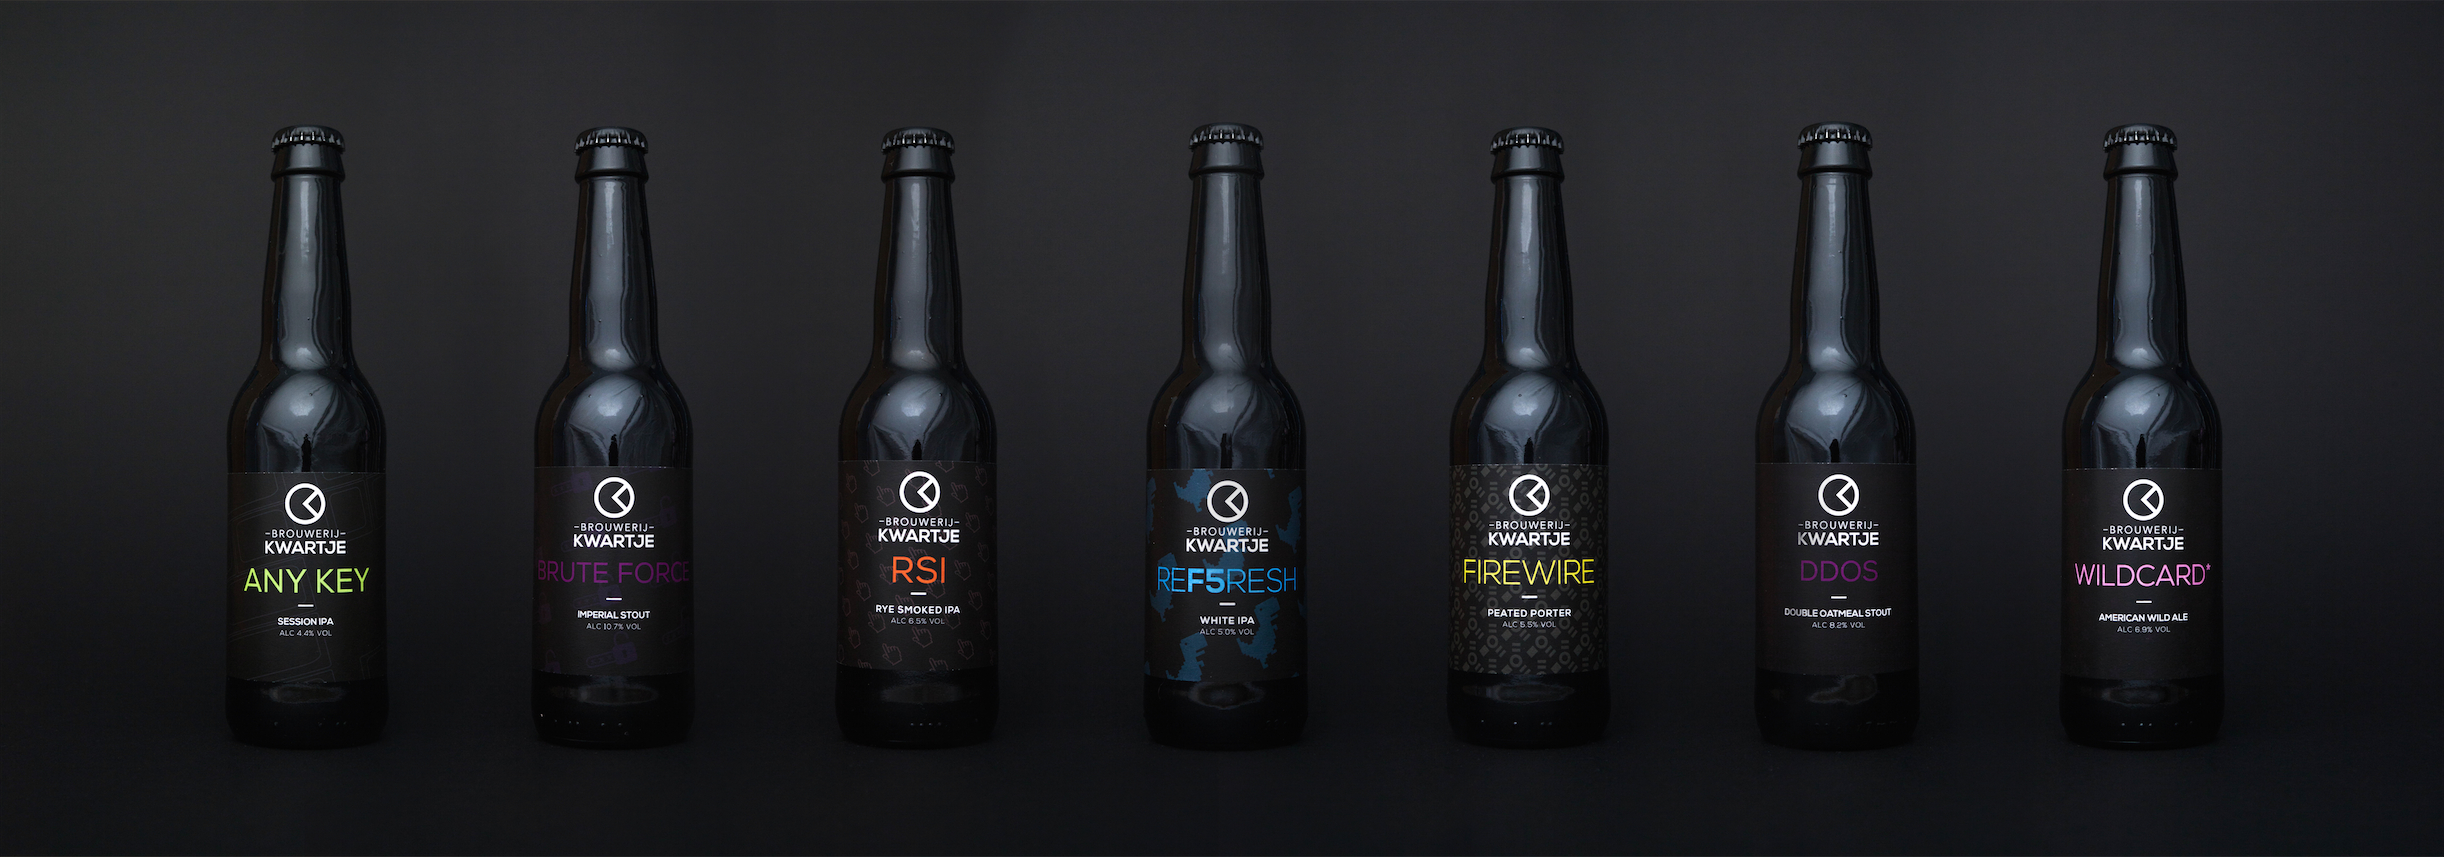 -BROUWERIJ-
KWARTJE
ANY KEY
SESSION IPA
ALC 4.4% VOL
-BROUWERIJ-
KWARTJE
BRUTE FORCE
IMPERIAL STOUT
ALC 10.7% VOL
-BROUWERIJ-
KWARTJE
RSI
RYE SMOKED IPA
ALC 6.5% VOL
-BROUWERIJ-
KWARTJE
REF5RESH
WHITE IPA
ALC 5.0% VOL
-BROUWERIJ-
KWARTJE
FIREWIRE
PEATED PORTER
ALC 5.5% VOL
-BROUWERIJ-
KWARTJE
DDOS
DOUBLE OATMEAL STOUT
ALC 8.2% VOL
-BROUWERIJ-
KWARTJE
WILDCARD*
AMERICAN WILD ALE
ALC 6.9% VOL